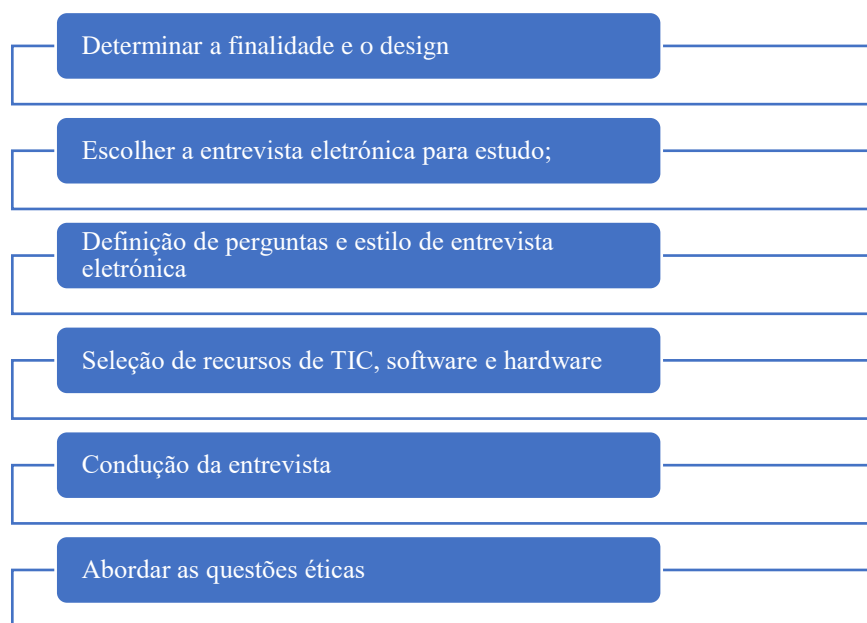 Determinar a finalidade e o design
Escolher a entrevista eletrónica para estudo;
Definição de perguntas e estilo de entrevista
eletrónica
Seleção de recursos de TIC, software e hardware
Condução da entrevista
Abordar as questões éticas